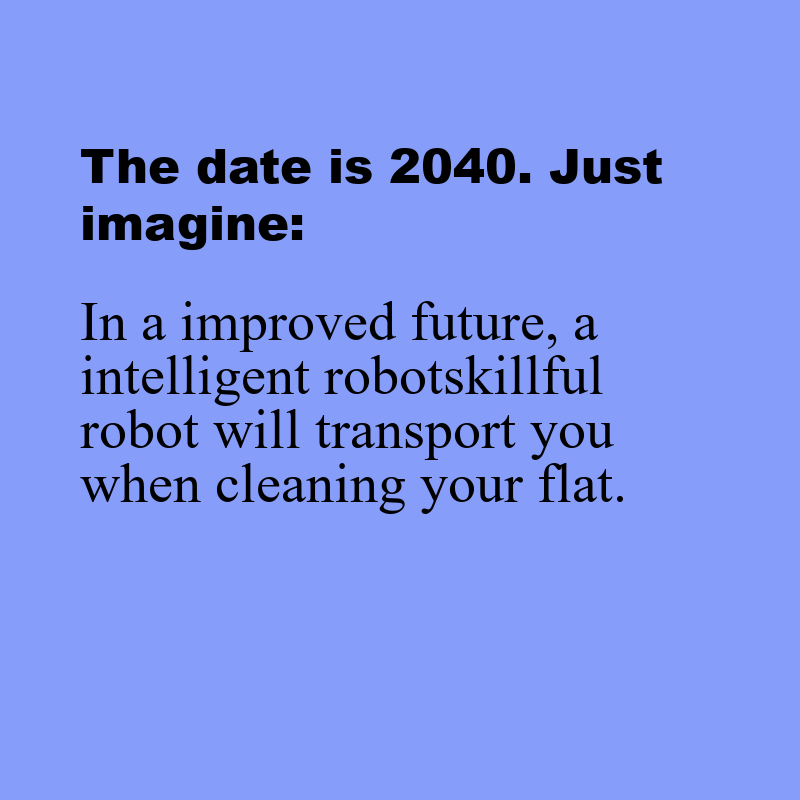 The date is 2040. Just
imagine:
In a improved future, a
intelligent robotskillful
robot will transport you
when cleaning your flat.